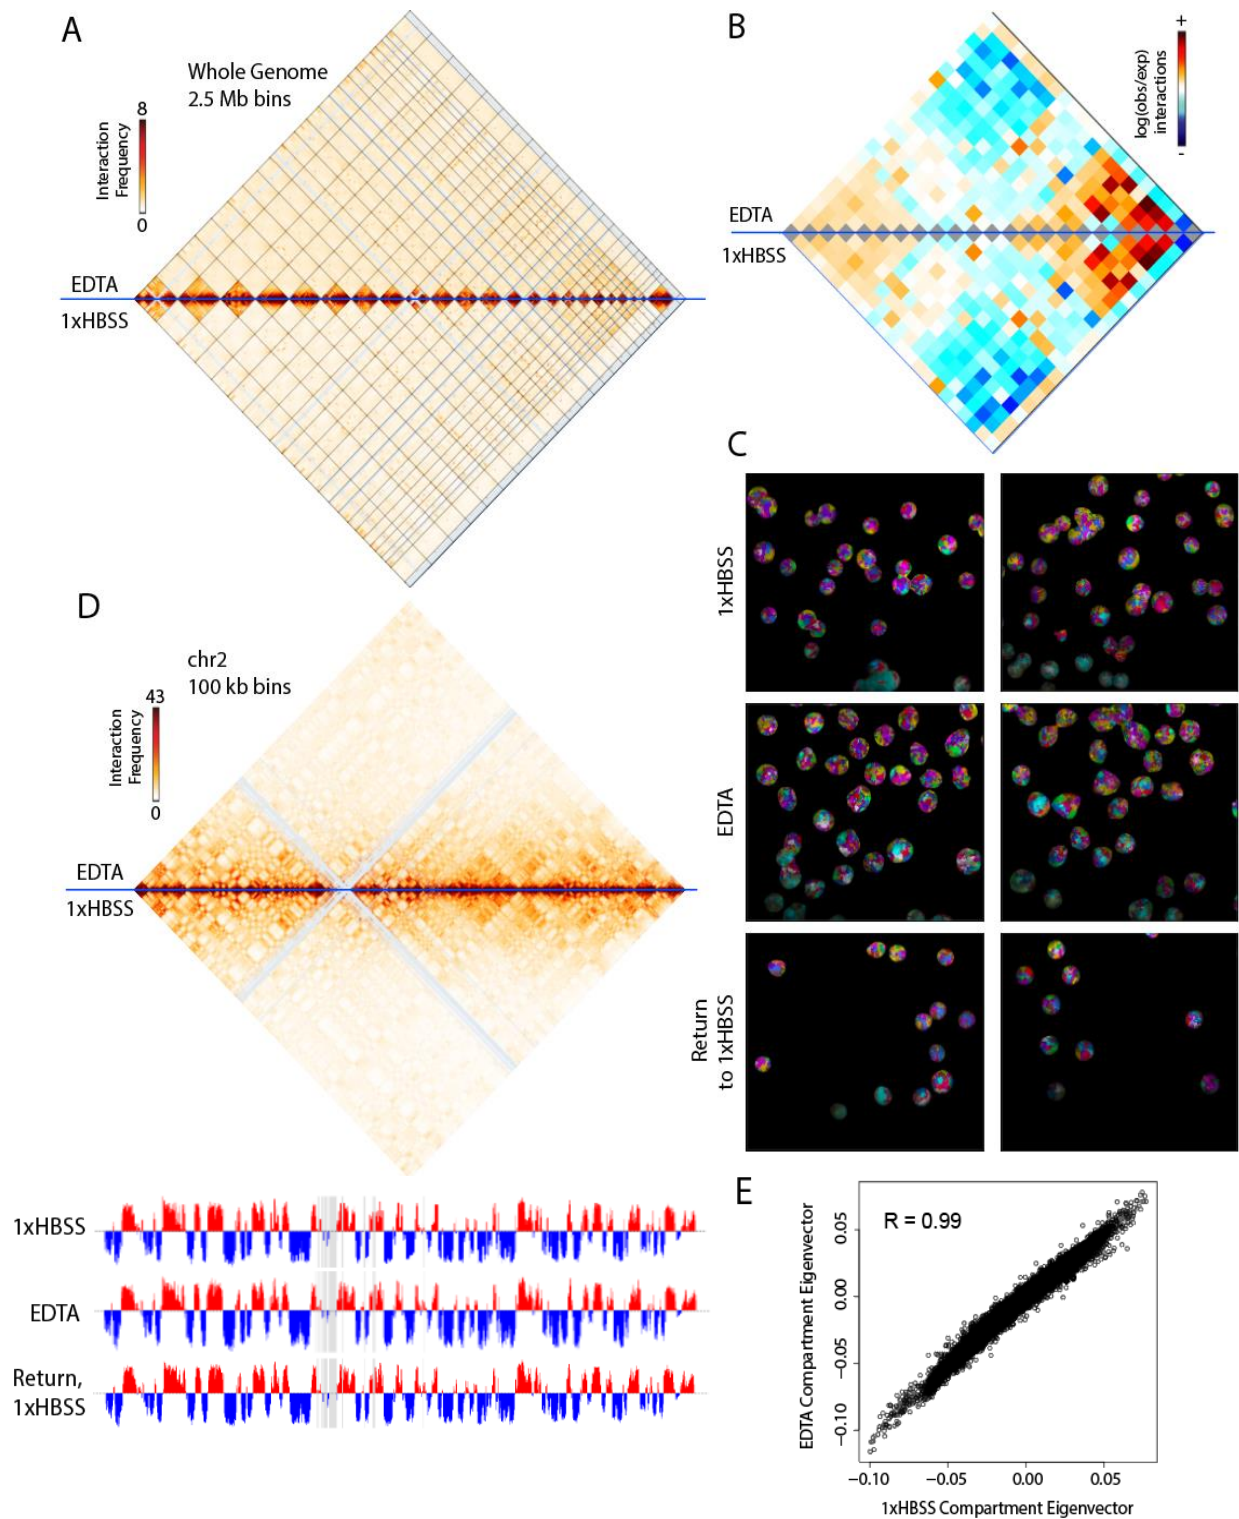 A
Whole Genome
2.5 Mb bins
8
Interaction
Frequency
0
EDTA
1xHBSS
B
+
log(obs/exp)
interactions
-
EDTA
1xHBSS
C
1xHBSS
EDTA
Return
to 1xHBSS
D
chr2
100 kb bins
43
Interaction
Frequency
0
EDTA
1xHBSS
1xHBSS
EDTA
Return,
1xHBSS
E
R = 0.99
EDTA Compartment Eigenvector
0.05
0.00
−0.05
−0.10
−0.10 −0.05 0.00 0.05
1xHBSS Compartment Eigenvector